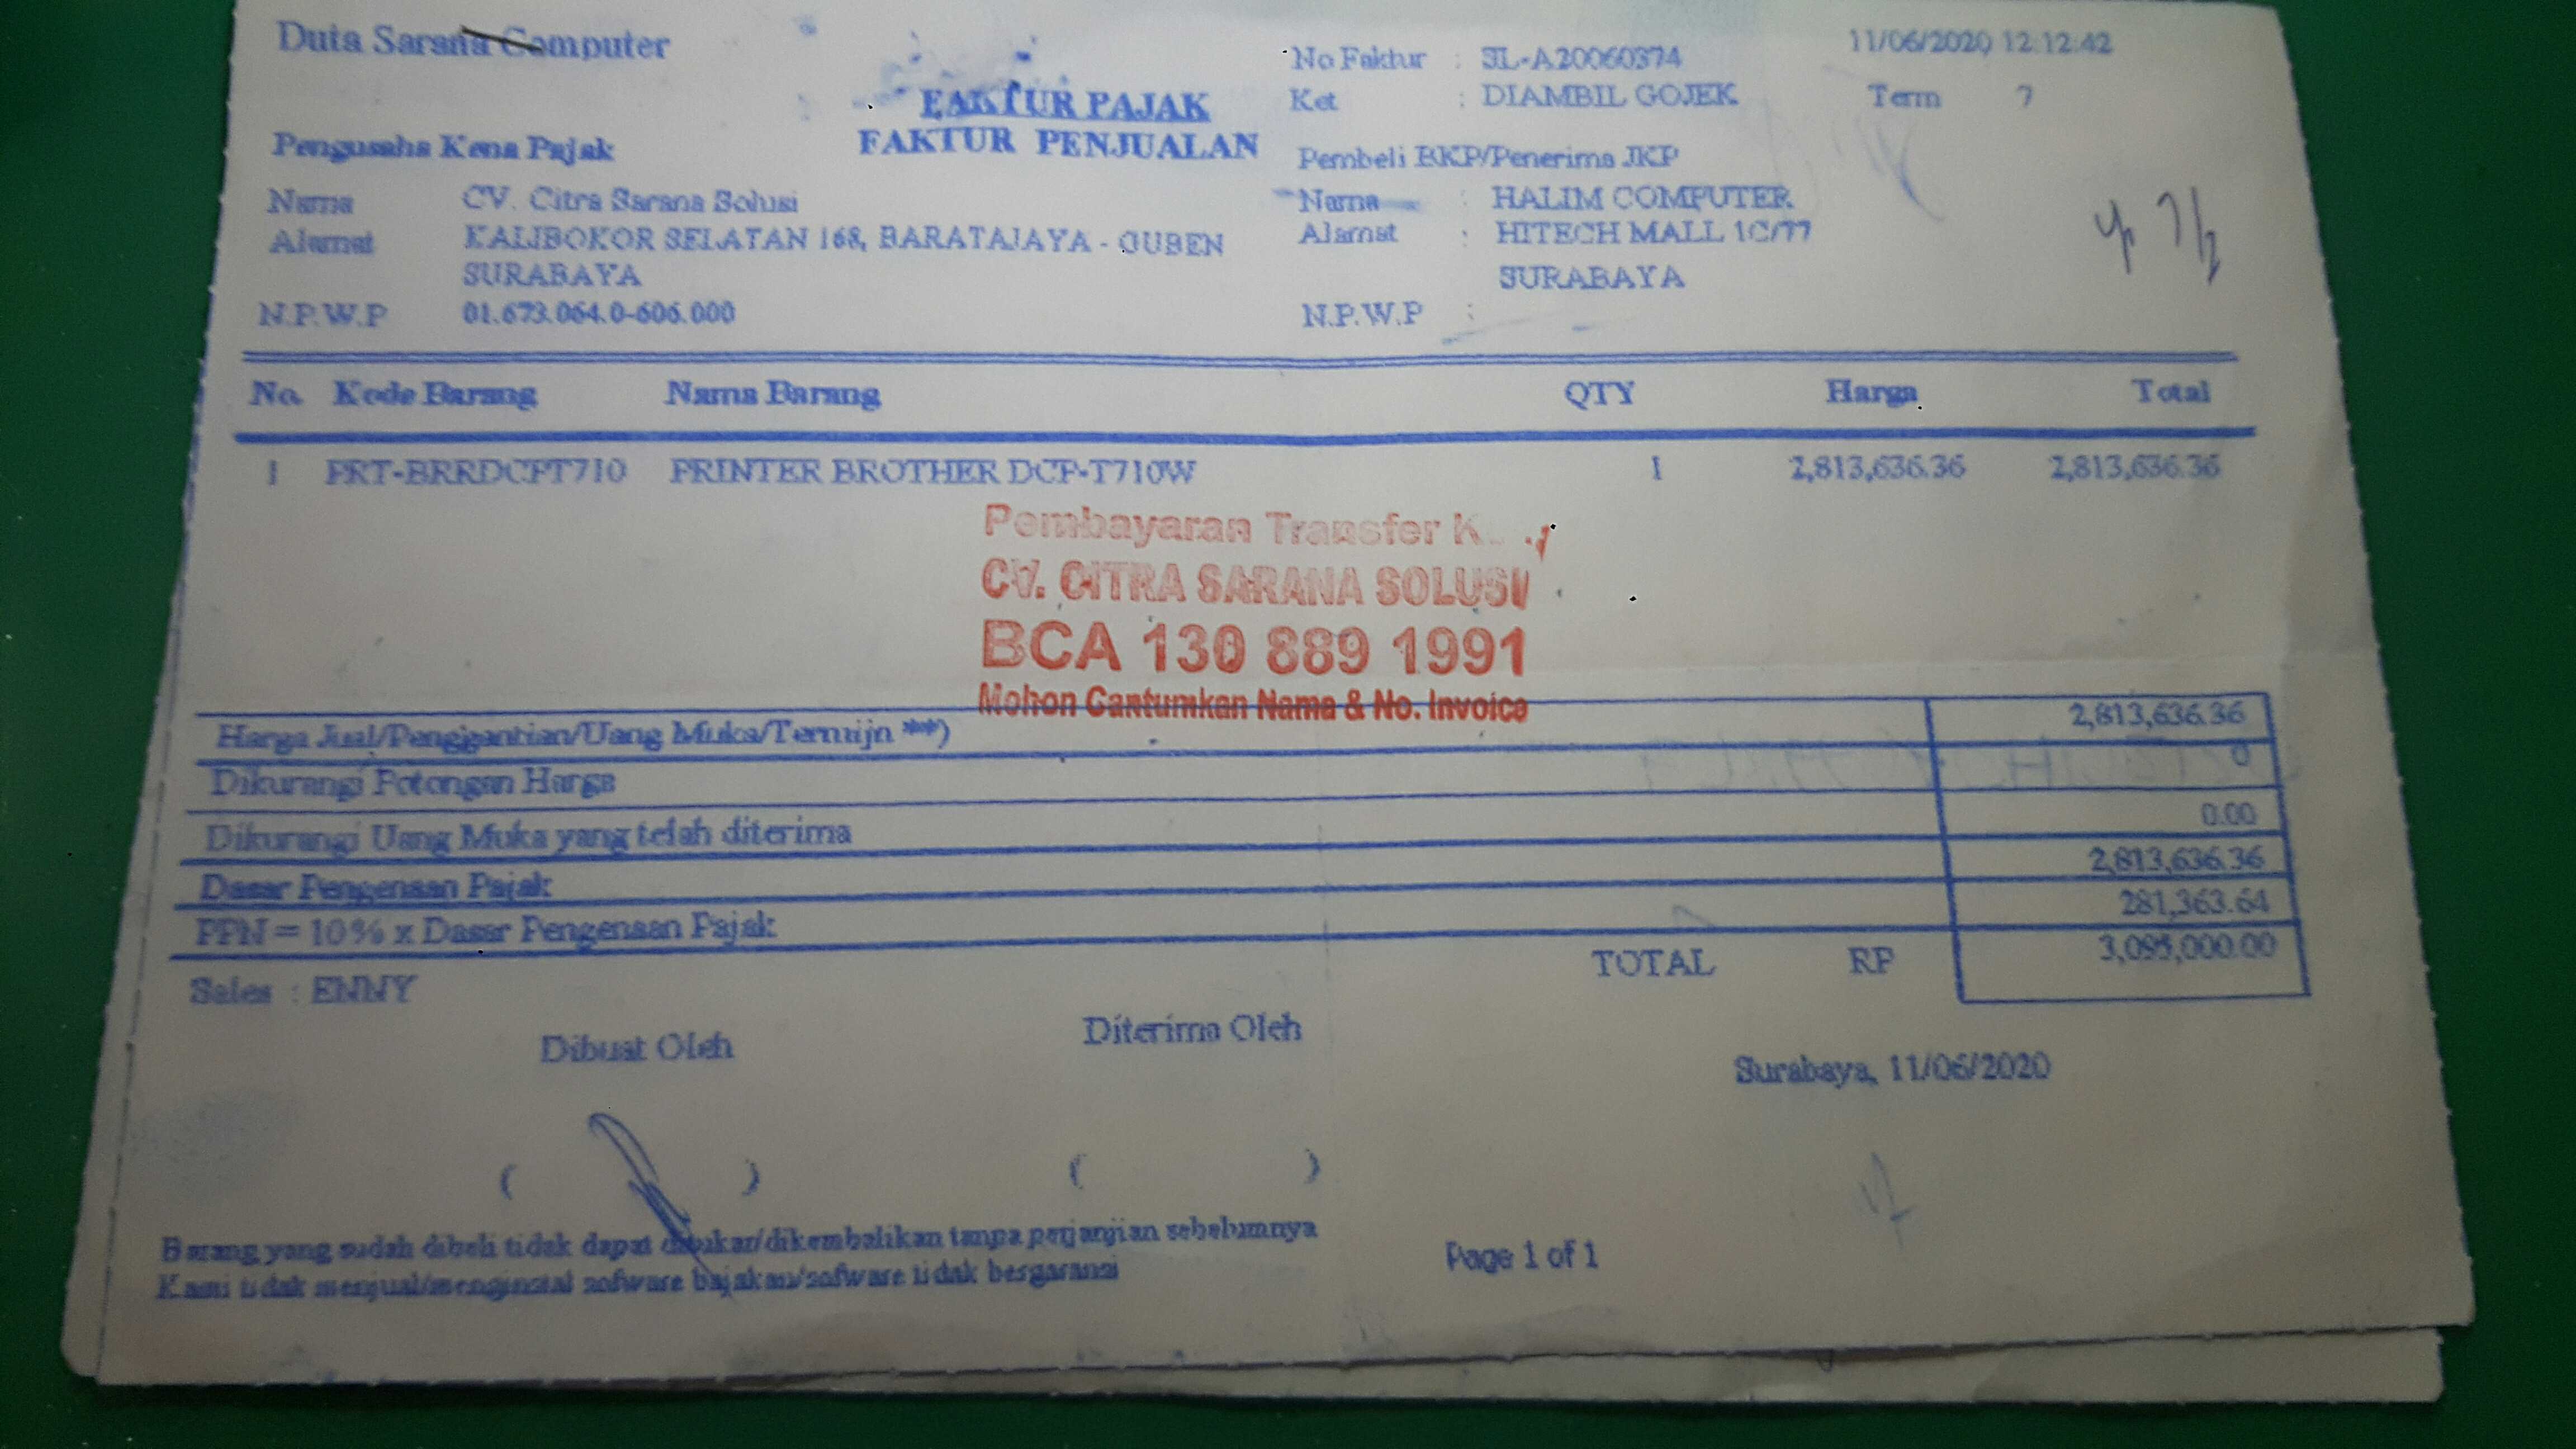 Duta Sarana Computer
11/06/2020 12:12:42
No Faktur : SL-A20060374
FAKTUR PAJAK
Ket : DIAMBIL GOJEK
Term 7
FAKTUR PENJUALAN
Pengusaha Kena Pajak
Pembeli BKP/Penerima JKP
Nama CV. Citra Sarana Solusi
Nama : HALIM COMPUTER
Alamat KALIBOKOR SELATAN 168, BARATAJAYA - GUBEN
Alamat : HITECH MALL 1C/77
SURABAYA
SURABAYA
N.P.W.P 01.673.064.0-606.000
N.P.W.P :
No. Kode Barang Nama Barang QTY Harga Total
1 PRT-BRRDCPT710 PRINTER BROTHER DCP-T710W 1 2,813,636.36 2,813,636.36
Pembayaran Transfer
CV. CITRA SARANA SOLUSI
BCA 130 889 1991
Mohon Cantumkan Nama & No. Invoice
Harga Jual/Penggantian/Uang Muka/Termijn **) 2,813,636.36
Dikurangi Potongan Harga 0
Dikurangi Uang Muka yang telah diterima 0.00
Dasar Pengenaan Pajak 2,813,636.36
PPN = 10% x Dasar Pengenaan Pajak 281,363.64
TOTAL RP 3,095,000.00
Sales : ENNY
Dibuat Oleh
Diterima Oleh
Surabaya, 11/06/2020
( )
( )
Barang yang sudah dibeli tidak dapat ditukar/dikembalikan tanpa perjanjian sebelumnya
Kami tidak menjual/menginstal sofware bajakan/sofware tidak bergaransi
Page 1 of 1